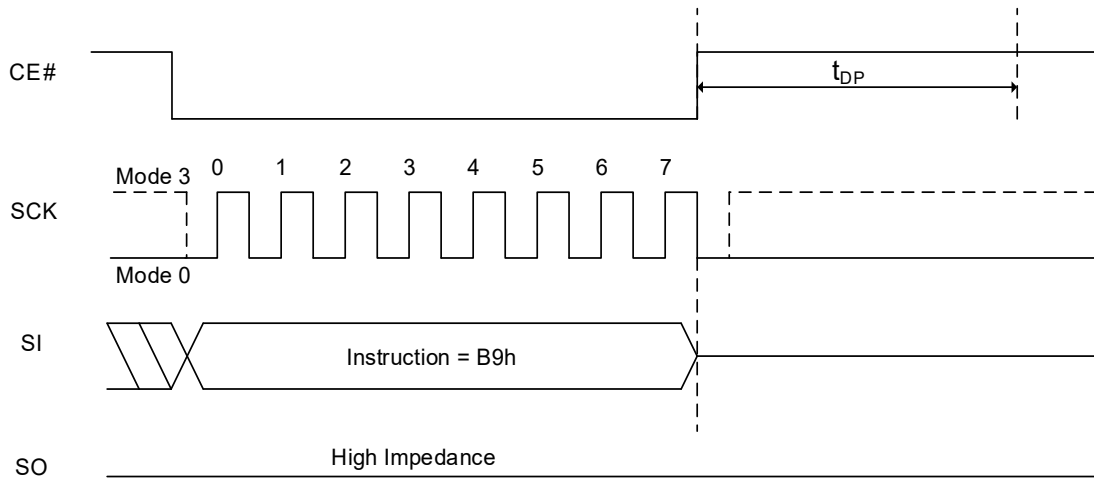 CE#
tDP
Mode 3
0 1 2 3 4 5 6 7
SCK
Mode 0
SI
Instruction = B9h
SO
High Impedance